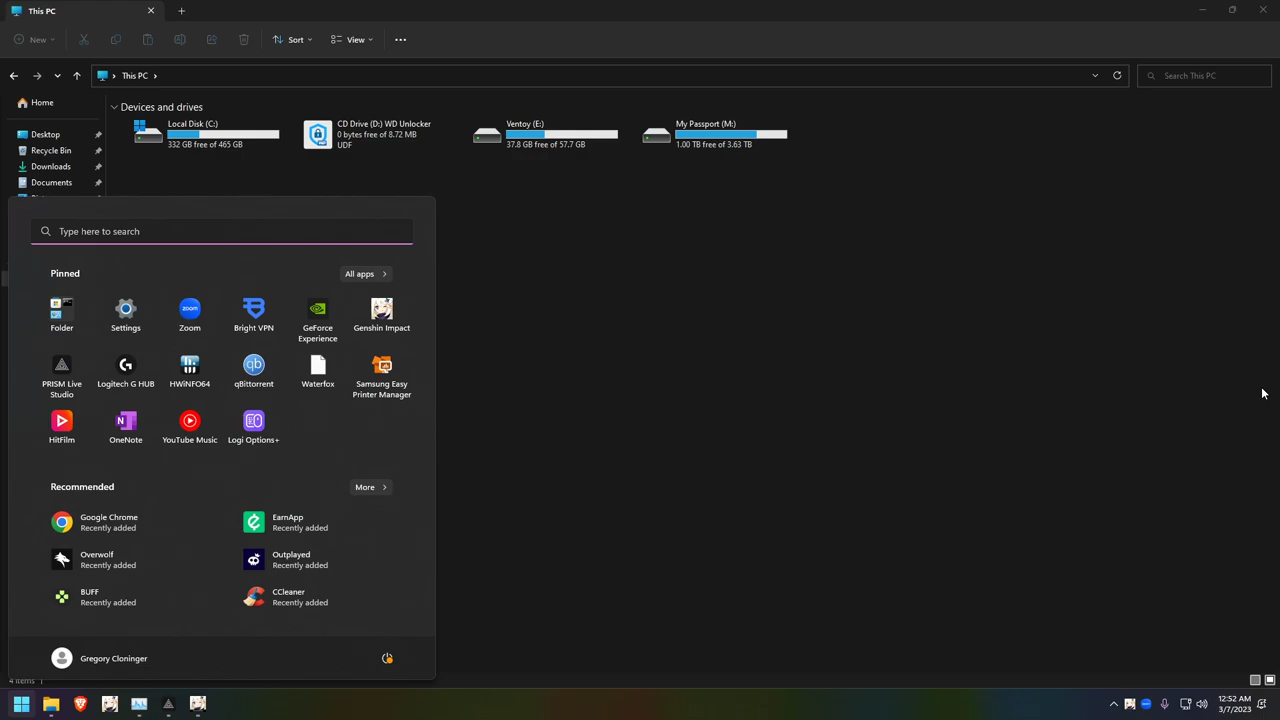 This PC
New
Sort
View
This PC
Search This PC
Home
Desktop
Recycle Bin
Downloads
Documents
Devices and drives
Local Disk (C:)
332 GB free of 465 GB
CD Drive (D:) WD Unlocker
0 bytes free of 8.72 MB
UDF
Ventoy (E:)
37.8 GB free of 57.7 GB
My Passport (M:)
1.00 TB free of 3.63 TB
Type here to search
Pinned
All apps
Folder
Settings
Zoom
Bright VPN
GeForce
Experience
Genshin Impact
PRISM Live
Studio
Logitech G HUB
HWiNFO64
qBittorrent
Waterfox
Samsung Easy
Printer Manager
HitFilm
OneNote
YouTube Music
Logi Options+
Recommended
More
Google Chrome
Recently added
EarnApp
Recently added
Overwolf
Recently added
Outplayed
Recently added
BUFF
Recently added
CCleaner
Recently added
Gregory Cloninger
4 items
12:52 AM
3/7/2023